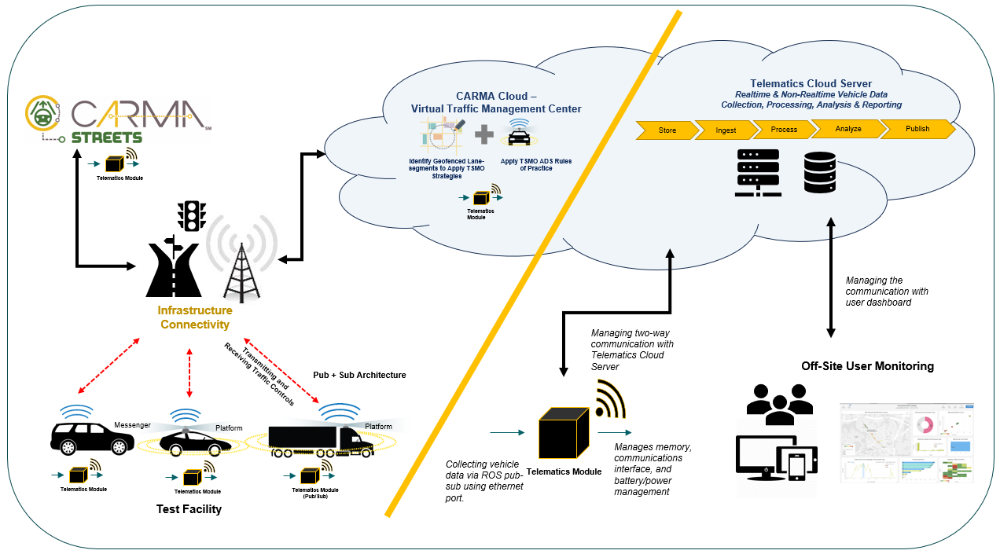 CARMA SM
STREETS
Telematics Module
CARMA Cloud –
Virtual Traffic Management Center
Identify Geofenced Lane-
segments to Apply TSMO
Strategies
Apply TSMO ADS Rules
of Practice
Telematics
Module
Telematics Cloud Server
Realtime & Non-Realtime Vehicle Data
Collection, Processing, Analysis & Reporting
Store
Ingest
Process
Analyze
Publish
Infrastructure
Connectivity
Transmitting and
Receiving Traffic Controls
Pub + Sub Architecture
Messenger
Platform
Platform
Telematics Module
Telematics Module
Telematics Module
(Pub/Sub)
Test Facility
Managing two-way
communication with
Telematics Cloud
Server
Managing the
communication with
user dashboard
Collecting vehicle
data via ROS pub-
sub using ethernet
port.
Telematics Module
Manages memory,
communications
interface, and
battery/power
management
Off-Site User Monitoring